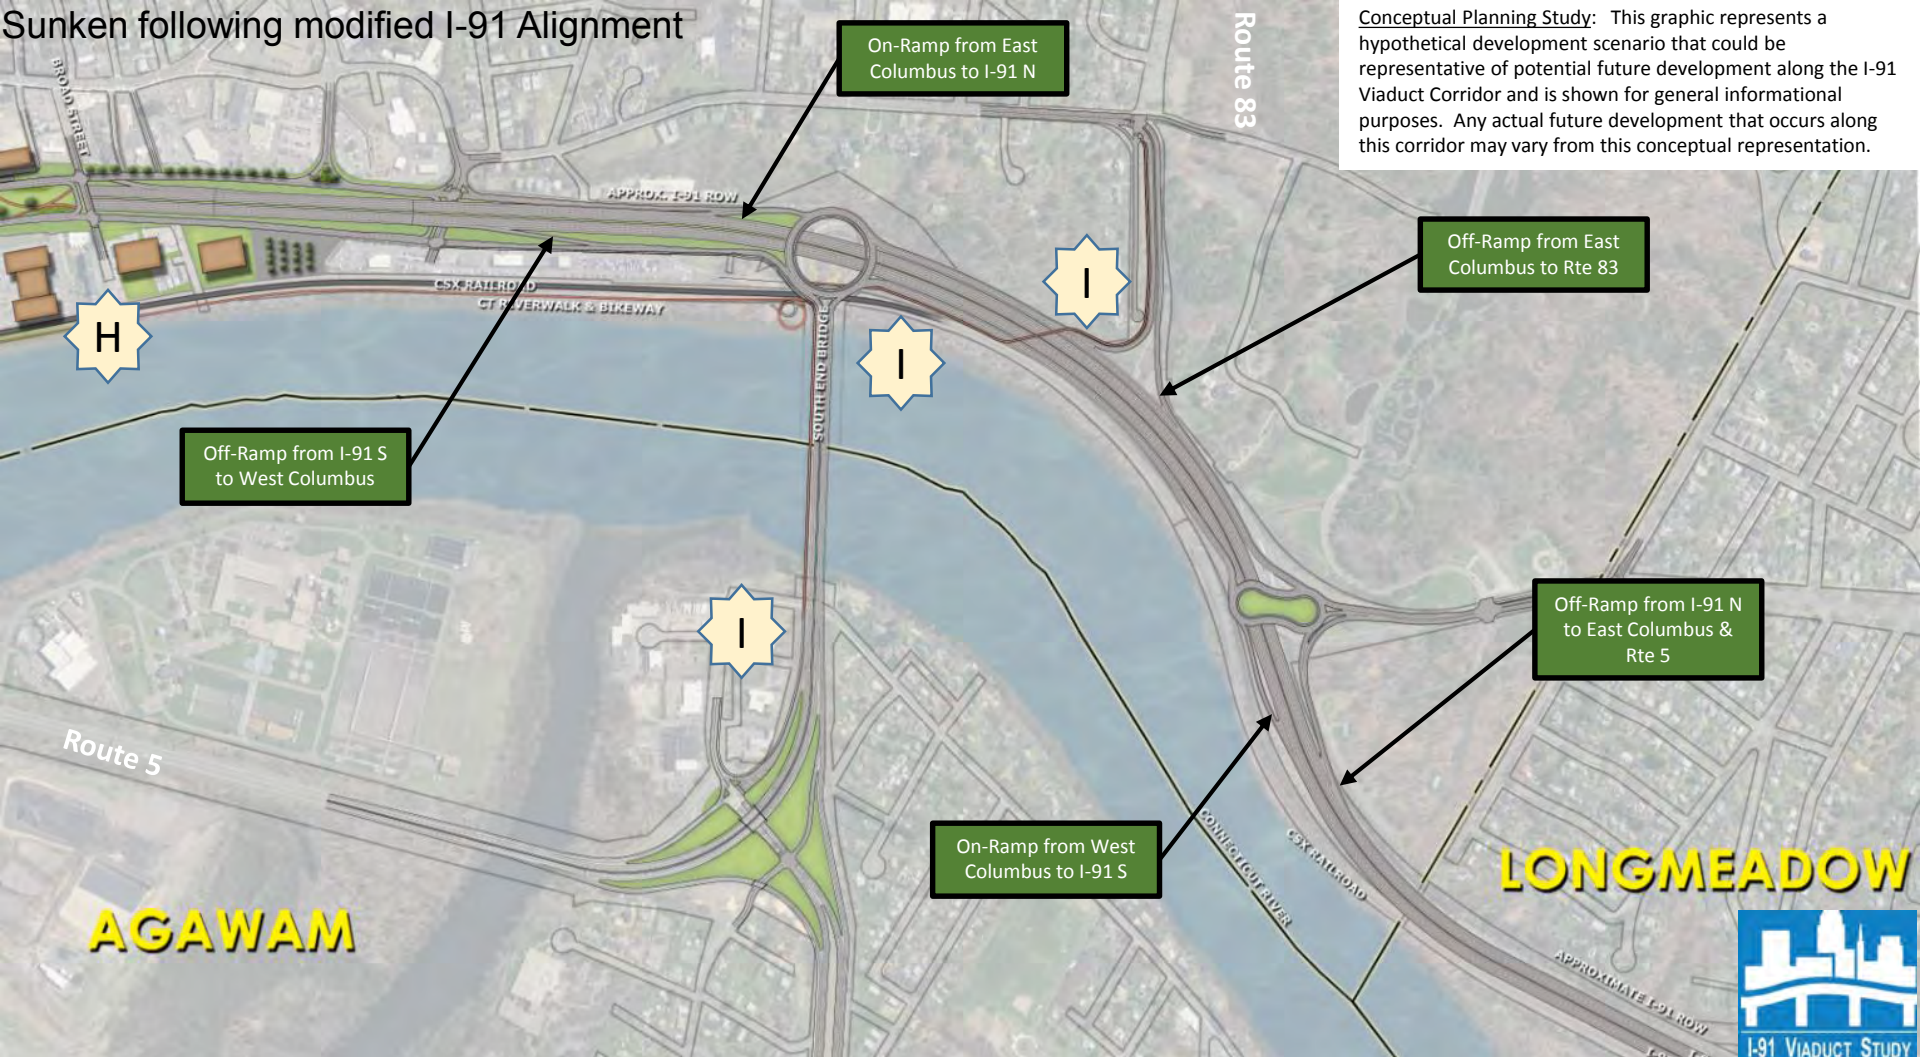 Sunken following modified I-91 Alignment
Conceptual Planning Study: This graphic represents a
hypothetical development scenario that could be
representative of potential future development along the I-91
Viaduct Corridor and is shown for general informational
purposes. Any actual future development that occurs along
this corridor may vary from this conceptual representation.
On-Ramp from East
Columbus to I-91 N
Route 83
BROAD STREET
APPROX. I-91 ROW
Off-Ramp from East
Columbus to Rte 83
I
CSX RAILROAD
CT RIVERWALK & BIKEWAY
H
I
SOUTH END BRIDGE
Off-Ramp from I-91 S
to West Columbus
Off-Ramp from I-91 N
to East Columbus &
Rte 5
I
Route 5
On-Ramp from West
Columbus to I-91 S
CONNECTICUT RIVER
CSX RAILROAD
LONGMEADOW
AGAWAM
APPROXIMATE I-91 ROW
I-91 VIADUCT STUDY